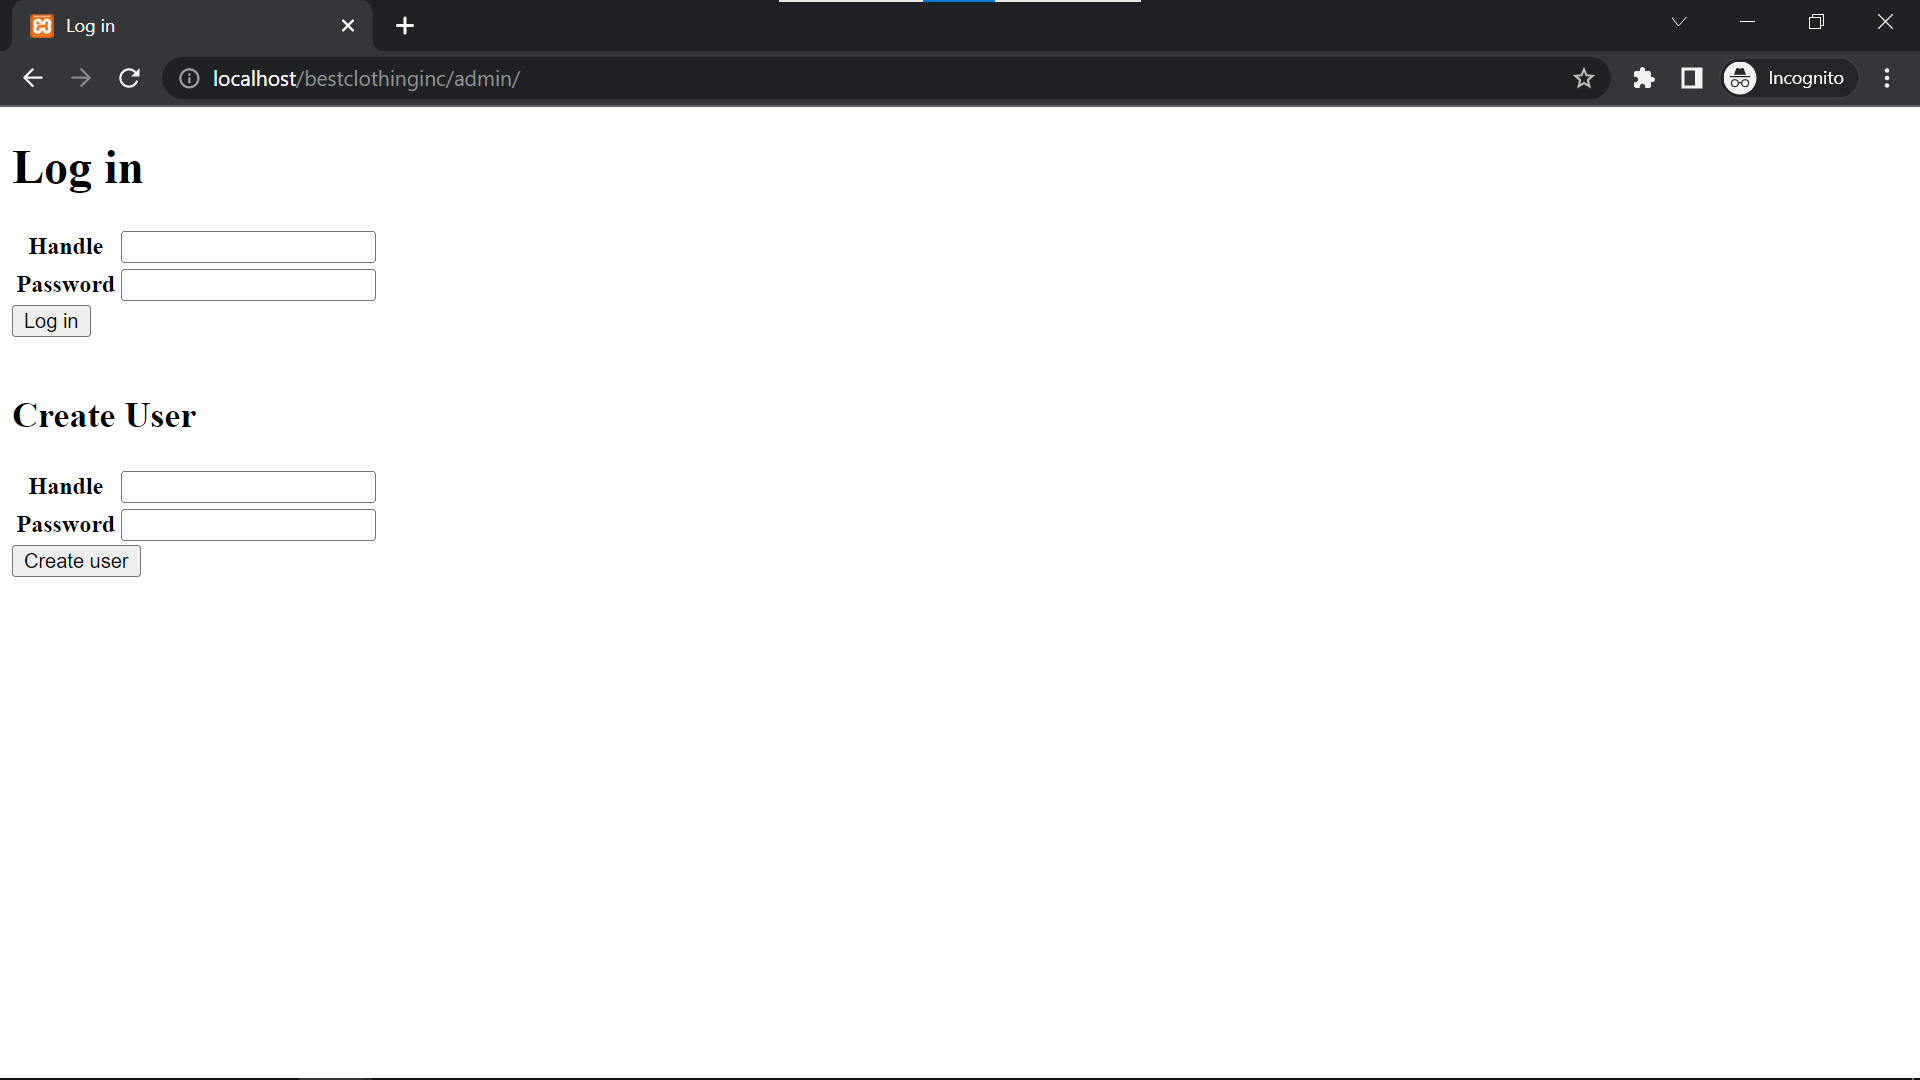 Log in
localhost/bestclothinginc/admin/
Incognito
Log in
Handle
Password
Log in
Create User
Handle
Password
Create user